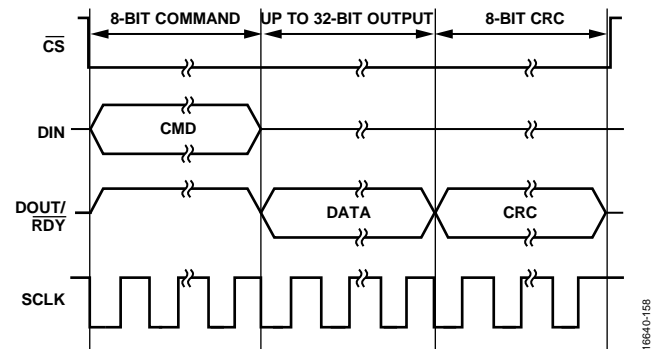 8-BIT COMMAND UP TO 32-BIT OUTPUT 8-BIT CRC
CS
DIN CMD
DOUT/
RDY
DATA CRC
SCLK
16640-158